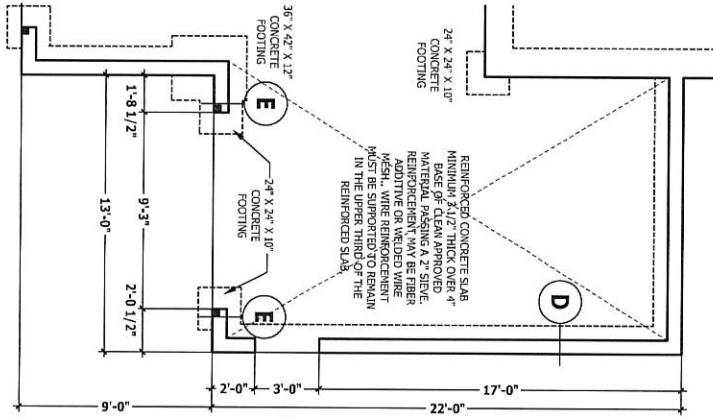 36" X 42" X 12"
CONCRETE
FOOTING
24" X 24" X 10"
CONCRETE
FOOTING
E
REINFORCED CONCRETE SLAB
MINIMUM 3 1/2" THICK OVER 4"
BASE OF CLEAN APPROVED
MATERIAL PASSING A 2" SIEVE.
REINFORCEMENT MAY BE FIBER
ADDITIVE OR WELDED WIRE
MESH.. WIRE REINFORCEMENT
MUST BE SUPPORTED TO REMAIN
IN THE UPPER THIRD OF THE
REINFORCED SLAB.
24" X 24" X 10"
CONCRETE
FOOTING
E
D
1'-8 1/2"
9'-3"
2'-0 1/2"
13'-0"
2'-0"
3'-0"
17'-0"
9'-0"
22'-0"